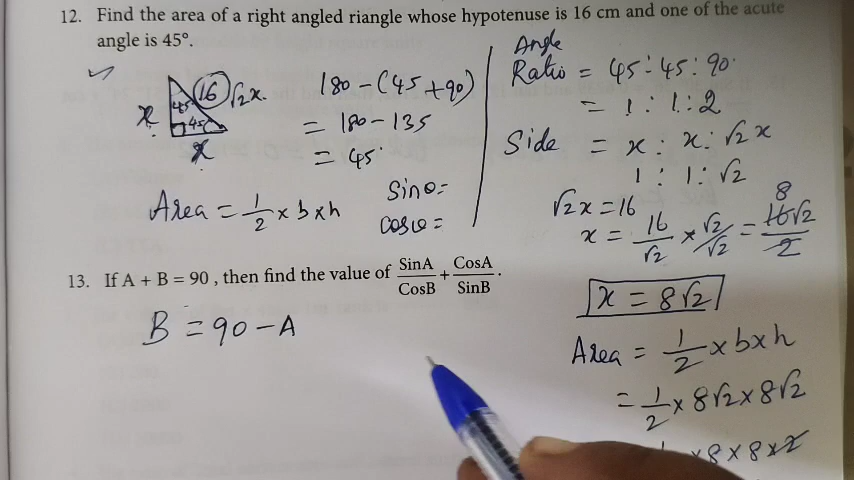 12. Find the area of a right angled riangle whose hypotenuse is 16 cm and one of the acute
angle is 45°.
16 √2x
45
45
x
x
180 - (45 + 90)
= 180 - 135
= 45°
Area = 1/2 × b × h
Sinθ =
cosθ =
Angle
Ratio = 45 : 45 : 90
= 1 : 1 : 2
Side = x : x : √2 x
1 : 1 : √2
√2x = 16
x = 16/√2 × √2/√2 = 16√2/2
8
x = 8√2
Area = 1/2 × b × h
= 1/2 × 8√2 × 8√2
× 8 × 8 × 2
13. If A + B = 90 , then find the value of SinA/CosB + CosA/SinB.
B = 90 - A